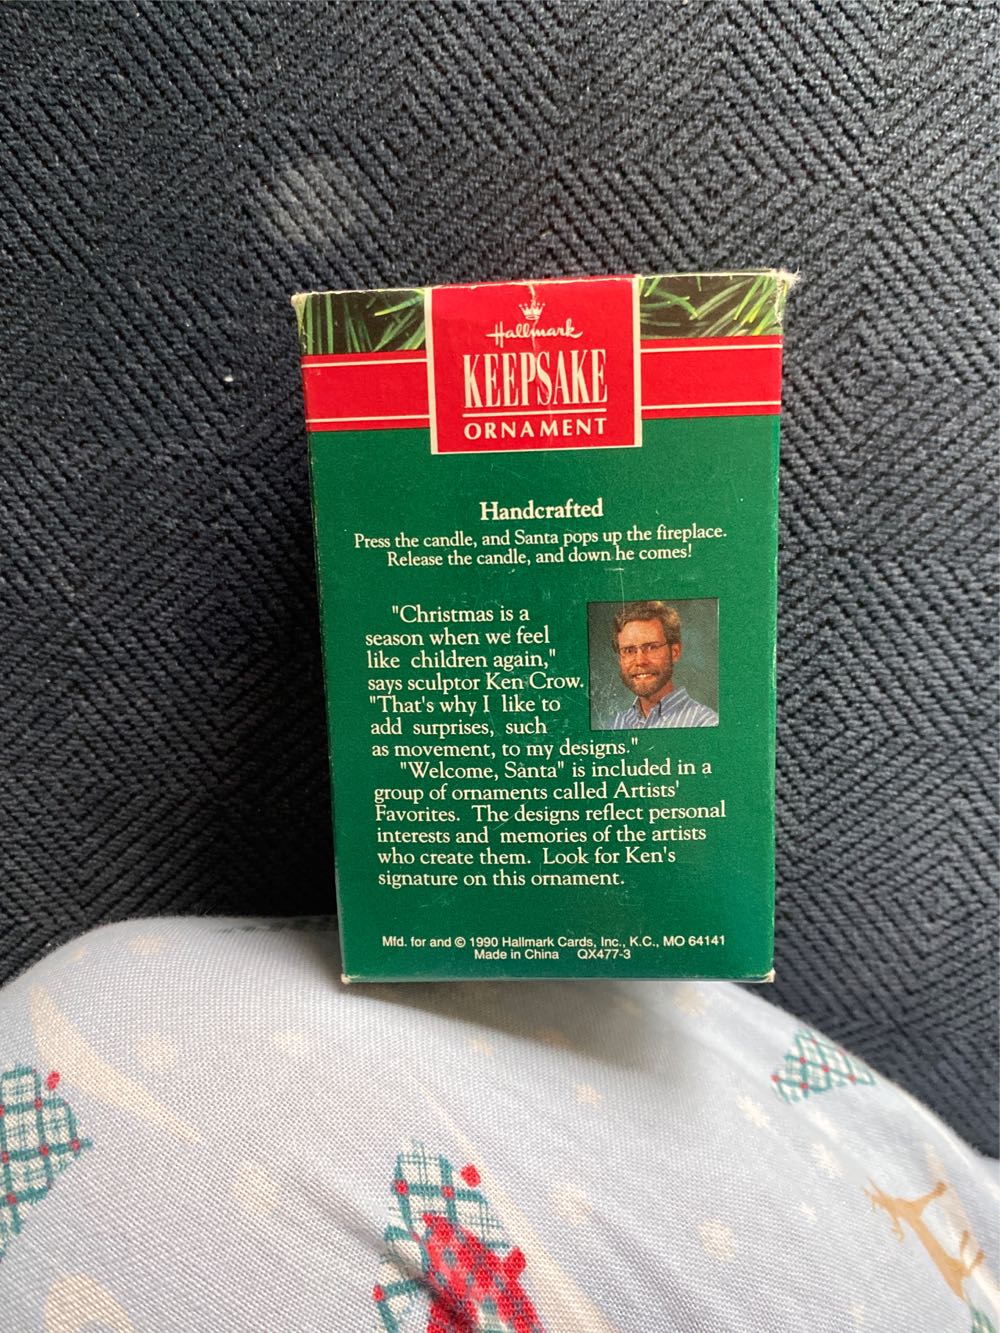 Hallmark
KEEPSAKE
ORNAMENT
Handcrafted
Press the candle, and Santa pops up the fireplace.
Release the candle, and down he comes!
"Christmas is a
season when we feel
like children again,"
says sculptor Ken Crow.
"That's why I like to
add surprises, such
as movement, to my designs."
"Welcome, Santa" is included in a
group of ornaments called Artists'
Favorites. The designs reflect personal
interests and memories of the artists
who create them. Look for Ken's
signature on this ornament.
Mfd. for and © 1990 Hallmark Cards, Inc., K.C., MO 64141
Made in China QX477-3